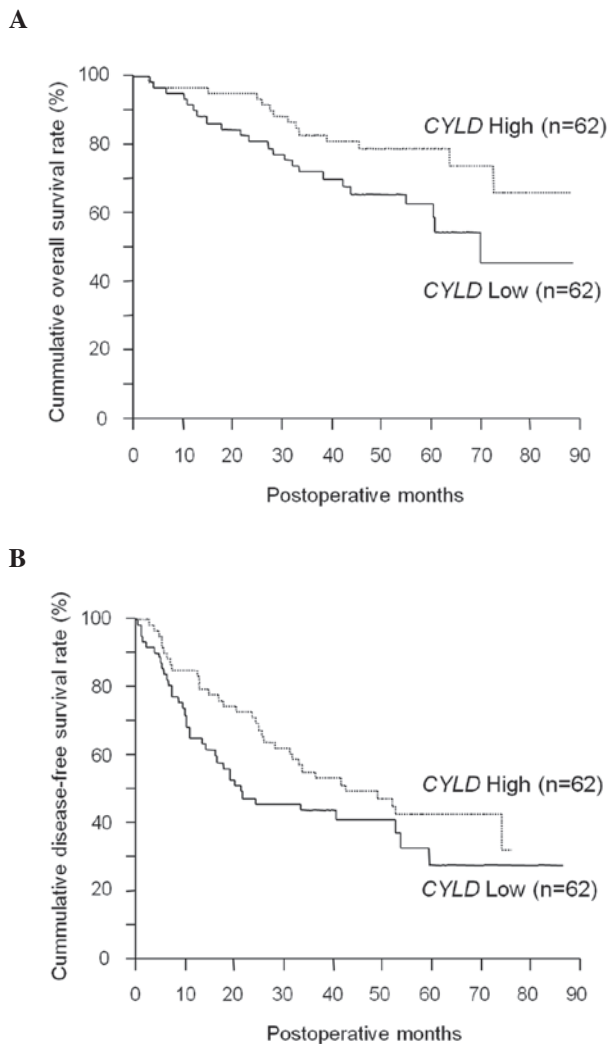 A
Cummulative overall survival rate (%)
100
80
60
40
20
0
CYLD High (n=62)
CYLD Low (n=62)
0 10 20 30 40 50 60 70 80 90
Postoperative months
B
Cummulative disease-free survival rate (%)
100
80
60
40
20
0
CYLD High (n=62)
CYLD Low (n=62)
0 10 20 30 40 50 60 70 80 90
Postoperative months